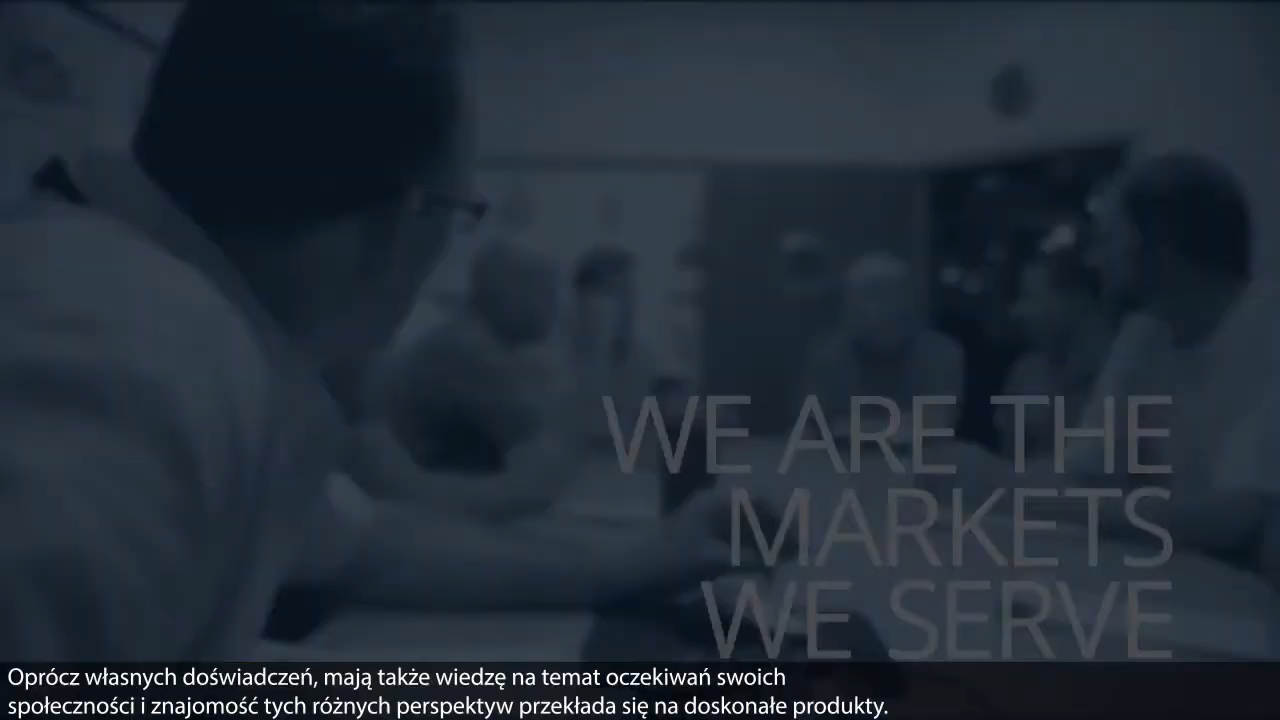 WE ARE THE
MARKETS
WE SERVE
Oprócz własnych doświadczeń, mają także wiedzę na temat oczekiwań swoich
społeczności i znajomość tych różnych perspektyw przekłada się na doskonałe produkty.